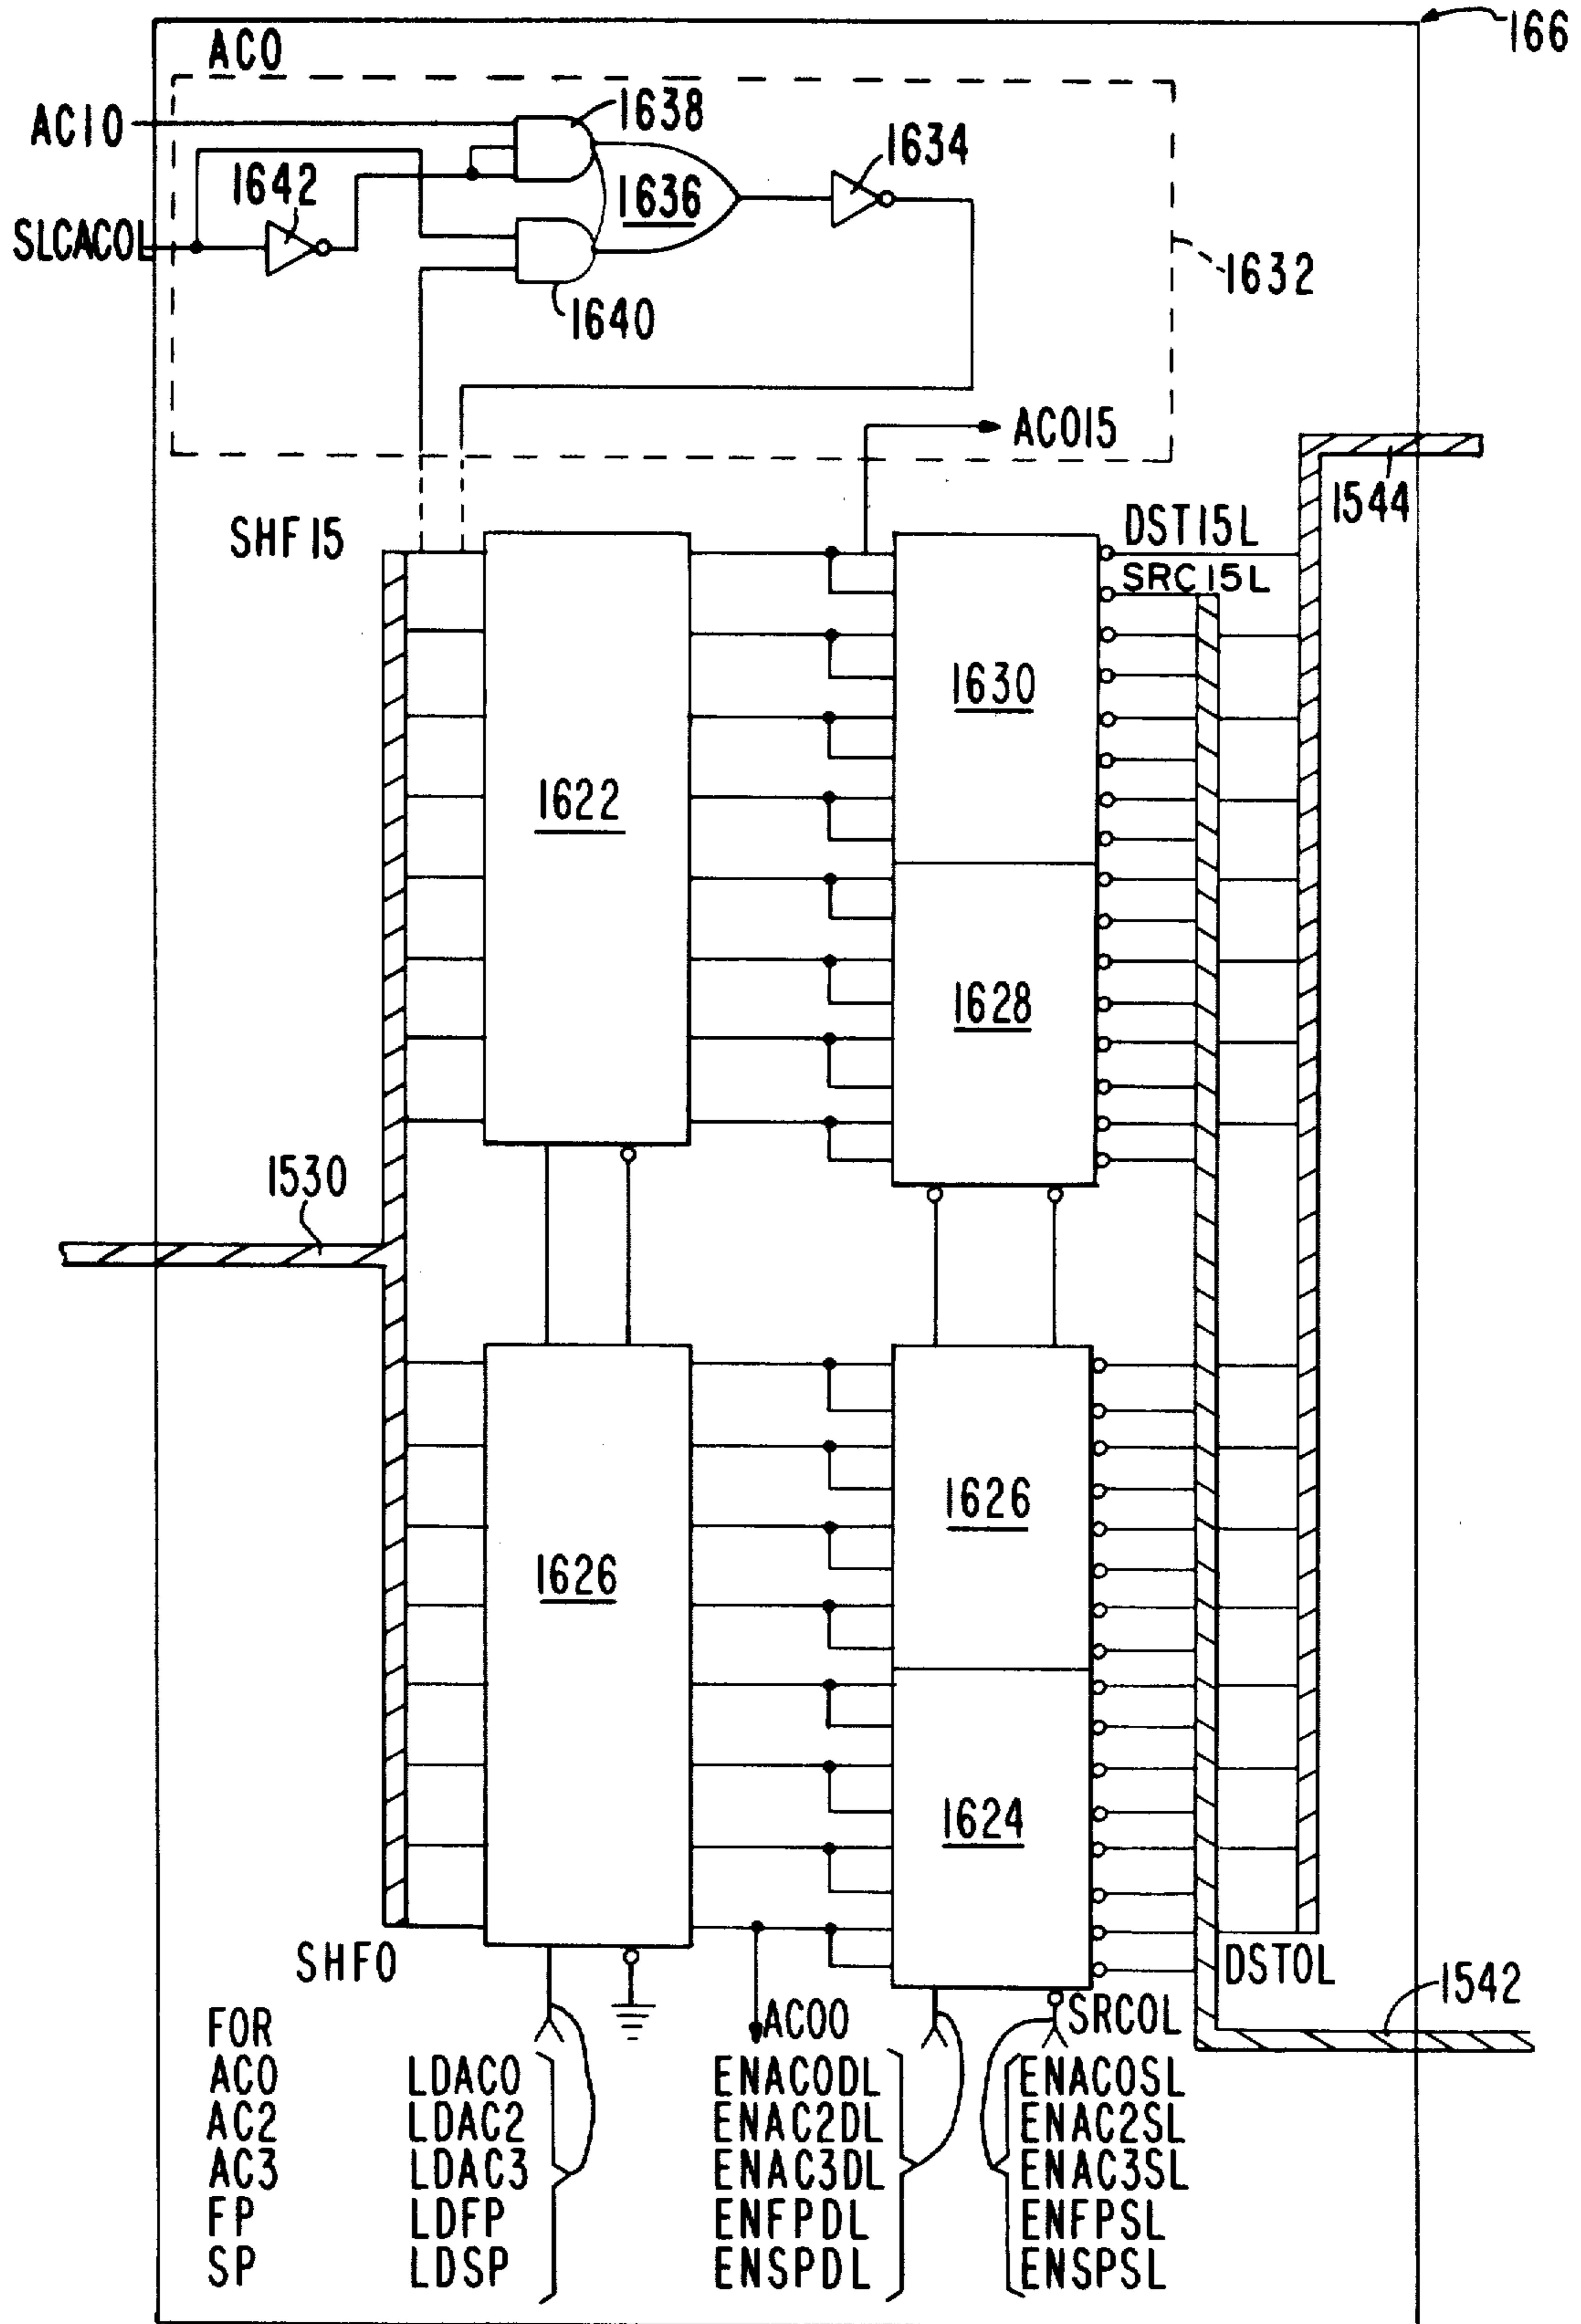 166
AC0
AC10
1638
1634
1642
1636
SLCAC0L
1632
1640
AC015
1544
SHF15
DST15L
SRC15L
1630
1622
1628
1530
1626
1626
1624
SHF0
DST0L
1542
AC00
SRC0L
FOR
AC0 LDAC0 ENAC0DL ENAC0SL
AC2 LDAC2 ENAC2DL ENAC2SL
AC3 LDAC3 ENAC3DL ENAC3SL
FP LDFP ENFPDL ENFPSL
SP LDSP ENSPDL ENSPSL